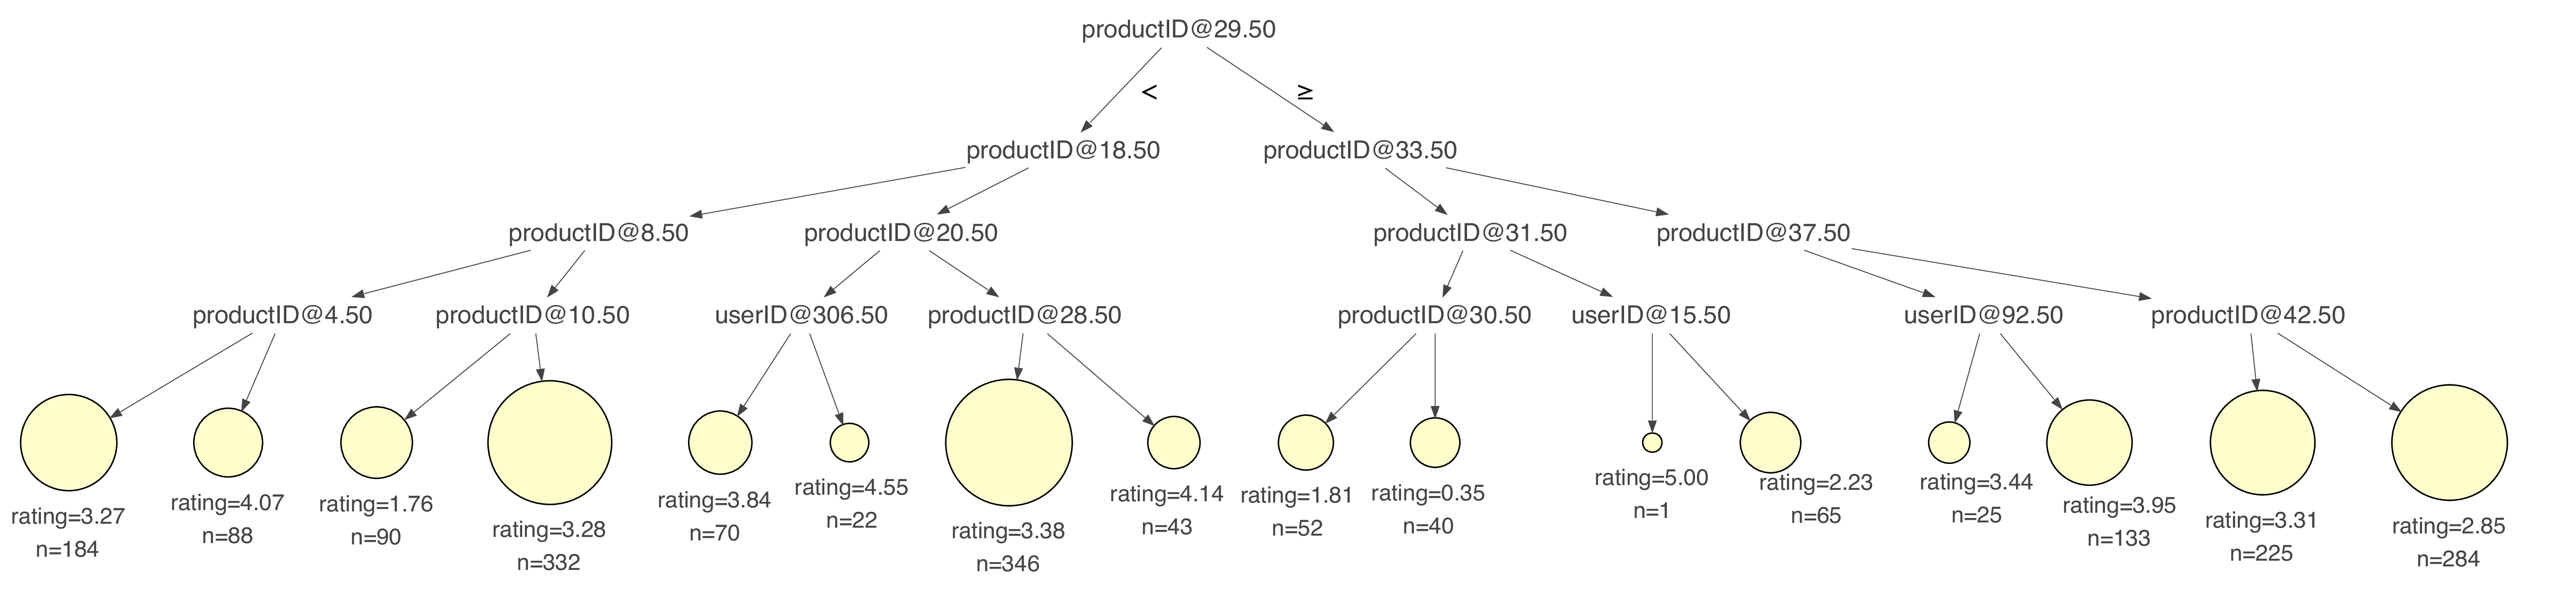 productID@29.50
<
≥
productID@18.50
productID@33.50
productID@8.50
productID@20.50
productID@31.50
productID@37.50
productID@4.50
productID@10.50
userID@306.50
productID@28.50
productID@30.50
userID@15.50
userID@92.50
productID@42.50
rating=3.27
n=184
rating=4.07
n=88
rating=1.76
n=90
rating=3.28
n=332
rating=3.84
n=70
rating=4.55
n=22
rating=3.38
n=346
rating=4.14
n=43
rating=1.81
n=52
rating=0.35
n=40
rating=5.00
n=1
rating=2.23
n=65
rating=3.44
n=25
rating=3.95
n=133
rating=3.31
n=225
rating=2.85
n=284